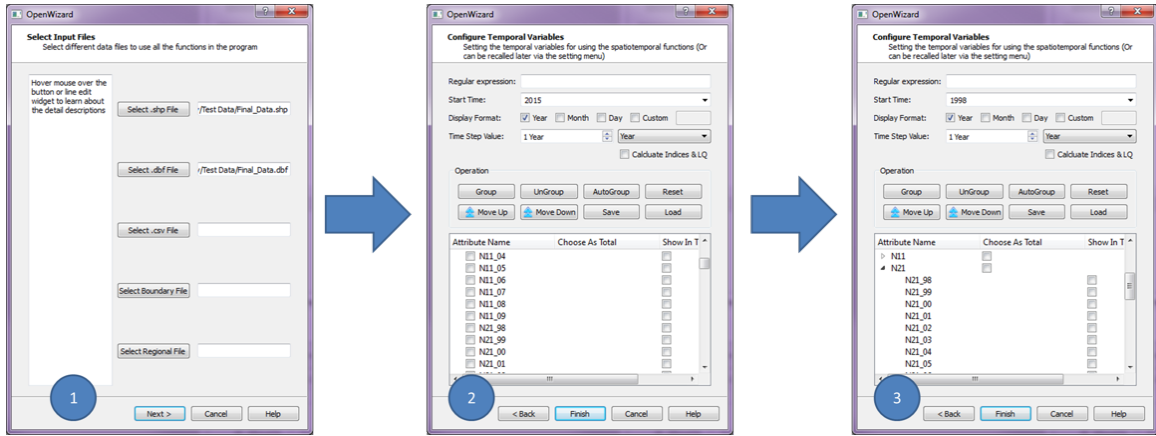 OpenWizard
Select Input Files
Select different data files to use all the functions in the program
Hover mouse over the
button or line edit
widget to learn about
the detail descriptions
Select .shp File
:/Test Data/Final_Data.shp
Select .dbf File
:/Test Data/Final_Data.dbf
Select .csv File
Select Boundary File
Select Regional File
1
Next >
Cancel
Help
OpenWizard
Configure Temporal Variables
Setting the temporal variables for using the spatiotemporal functions (Or
can be recalled later via the setting menu)
Regular expression:
Start Time:
2015
Display Format:
Year
Month
Day
Custom
Time Step Value:
1 Year
Year
Calduate Indices & LQ
Operation
Group
UnGroup
AutoGroup
Reset
Move Up
Move Down
Save
Load
Attribute Name
Choose As Total
Show In T
N11_04
N11_05
N11_06
N11_07
N11_08
N11_09
N21_98
N21_99
N21_00
N21_01
2
< Back
Finish
Cancel
Help
OpenWizard
Configure Temporal Variables
Setting the temporal variables for using the spatiotemporal functions (Or
can be recalled later via the setting menu)
Regular expression:
Start Time:
1998
Display Format:
Year
Month
Day
Custom
Time Step Value:
1 Year
Year
Calduate Indices & LQ
Operation
Group
UnGroup
AutoGroup
Reset
Move Up
Move Down
Save
Load
Attribute Name
Choose As Total
Show In T
N11
N21
N21_98
N21_99
N21_00
N21_01
N21_02
N21_03
N21_04
N21_05
3
< Back
Finish
Cancel
Help